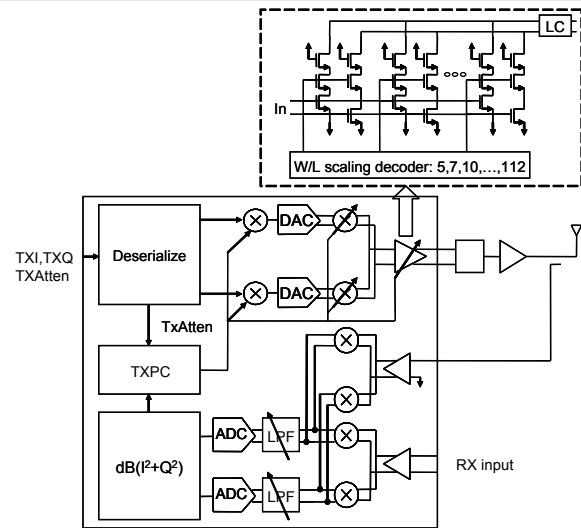 LC
In
W/L scaling decoder: 5,7,10,...,112
TXI,TXQ
TXAtten
Deserialize
DAC
DAC
TxAtten
TXPC
dB(I²+Q²)
ADC
LPF
ADC
LPF
RX input